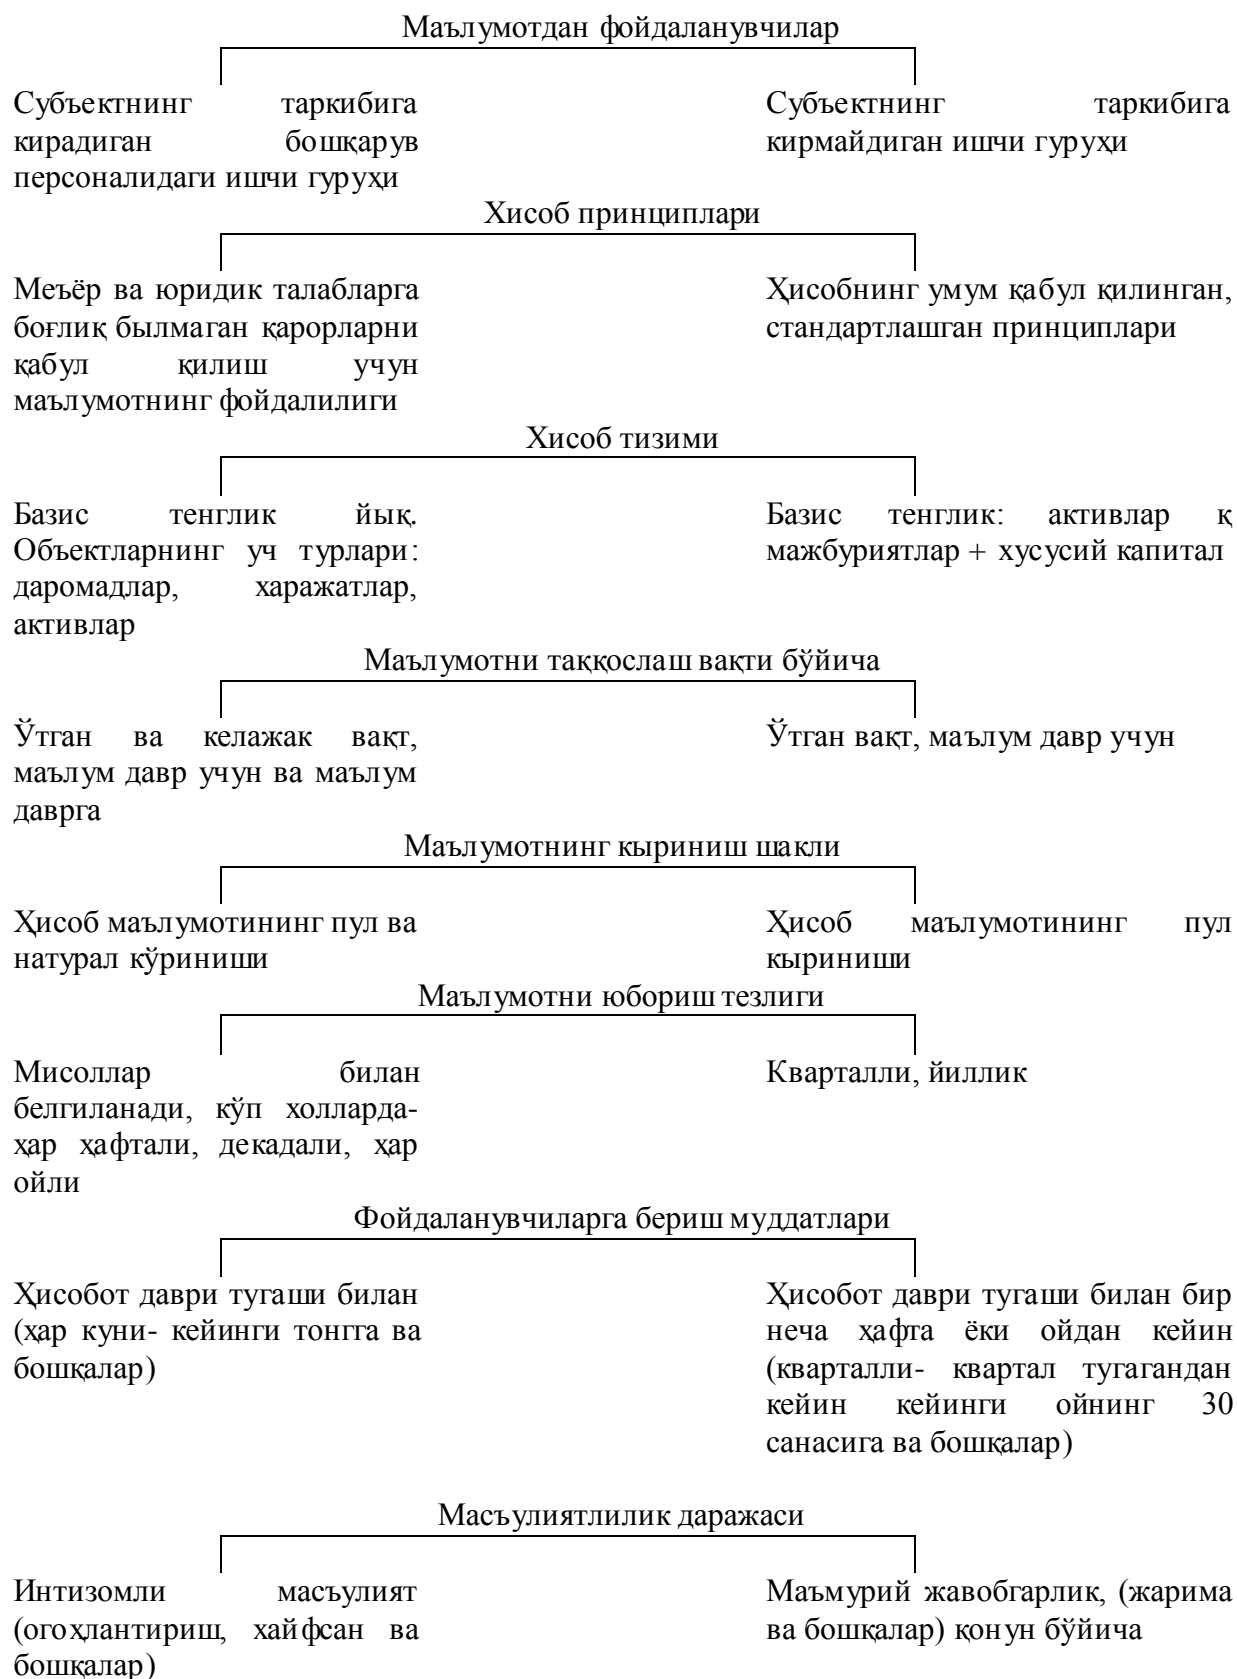 Маълумотдан фойдаланувчилар
Субъектнинг таркибига
кирадиган бошқарув
персоналидаги ишчи гуруҳи
Субъектнинг таркибига
кирмайдиган ишчи гуруҳи
Хисоб принциплари
Меъёр ва юридик талабларга
боғлиқ былмаган қарорларни
қабул қилиш учун
маълумотнинг фойдалилиги
Ҳисобнинг умум қабул қилинган,
стандартлашган принциплари
Хисоб тизими
Базис тенглик йық.
Объектларнинг уч турлари:
даромадлар, харажатлар,
активлар
Базис тенглик: активлар қ
мажбуриятлар + хусусий капитал
Маълумотни таққослаш вақти бўйича
Ўтган ва келажак вақт,
маълум давр учун ва маълум
даврга
Ўтган вақт, маълум давр учун
Маълумотнинг кыриниш шакли
Ҳисоб маълумотининг пул ва
натурал кўриниши
Ҳисоб маълумотининг пул
кыриниши
Маълумотни юбориш тезлиги
Мисоллар билан
белгиланади, кўп холларда-
ҳар ҳафтали, декадали, ҳар
ойли
Кварталли, йиллик
Фойдаланувчиларга бериш муддатлари
Ҳисобот даври тугаши билан
(ҳар куни- кейинги тонгга ва
бошқалар)
Ҳисобот даври тугаши билан бир
неча ҳафта ёки ойдан кейин
(кварталли- квартал тугагандан
кейин кейинги ойнинг 30
санасига ва бошқалар)
Масъулиятлилик даражаси
Интизомли масъулият
(огоҳлантириш, хайфсан ва
бошқалар)
Маъмурий жавобгарлик, (жарима
ва бошқалар) қонун бўйича